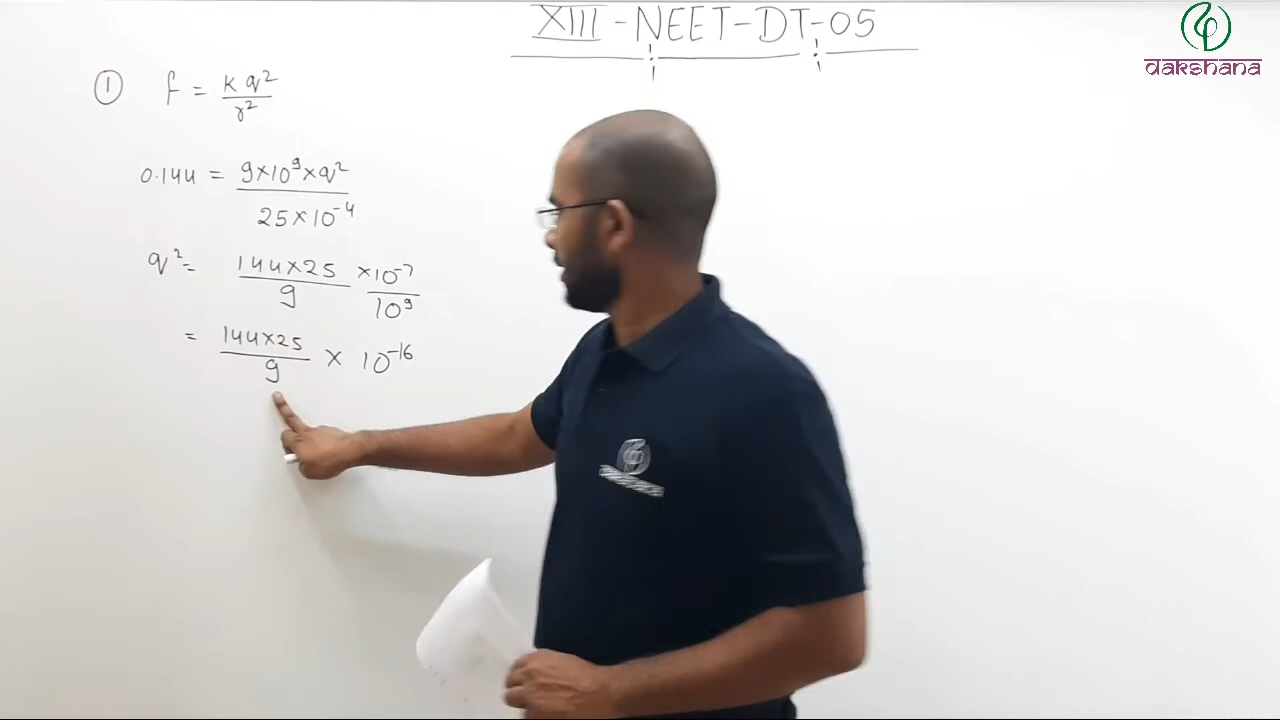 XIII-NEET-DT-05
dakshana
① F = Kq²/r²
0.144 = 9×10⁹×q²/25×10⁻⁴
q² = 144×25/9 ×10⁻⁷/10⁹
= 144×25/9 × 10⁻¹⁶